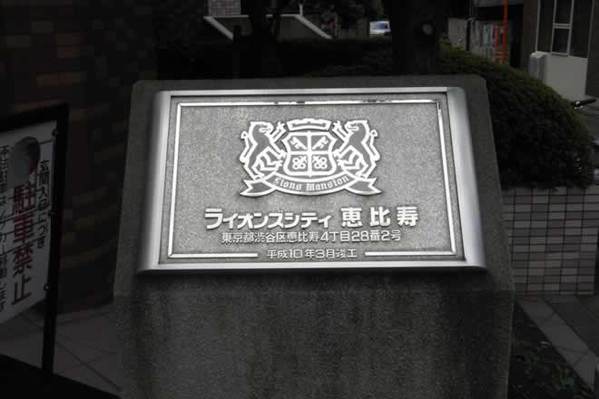 Lions Mansion
ライオンズシティ 恵比寿
東京都渋谷区恵比寿4丁目28番2号
平成10年3月竣工
駐車禁止